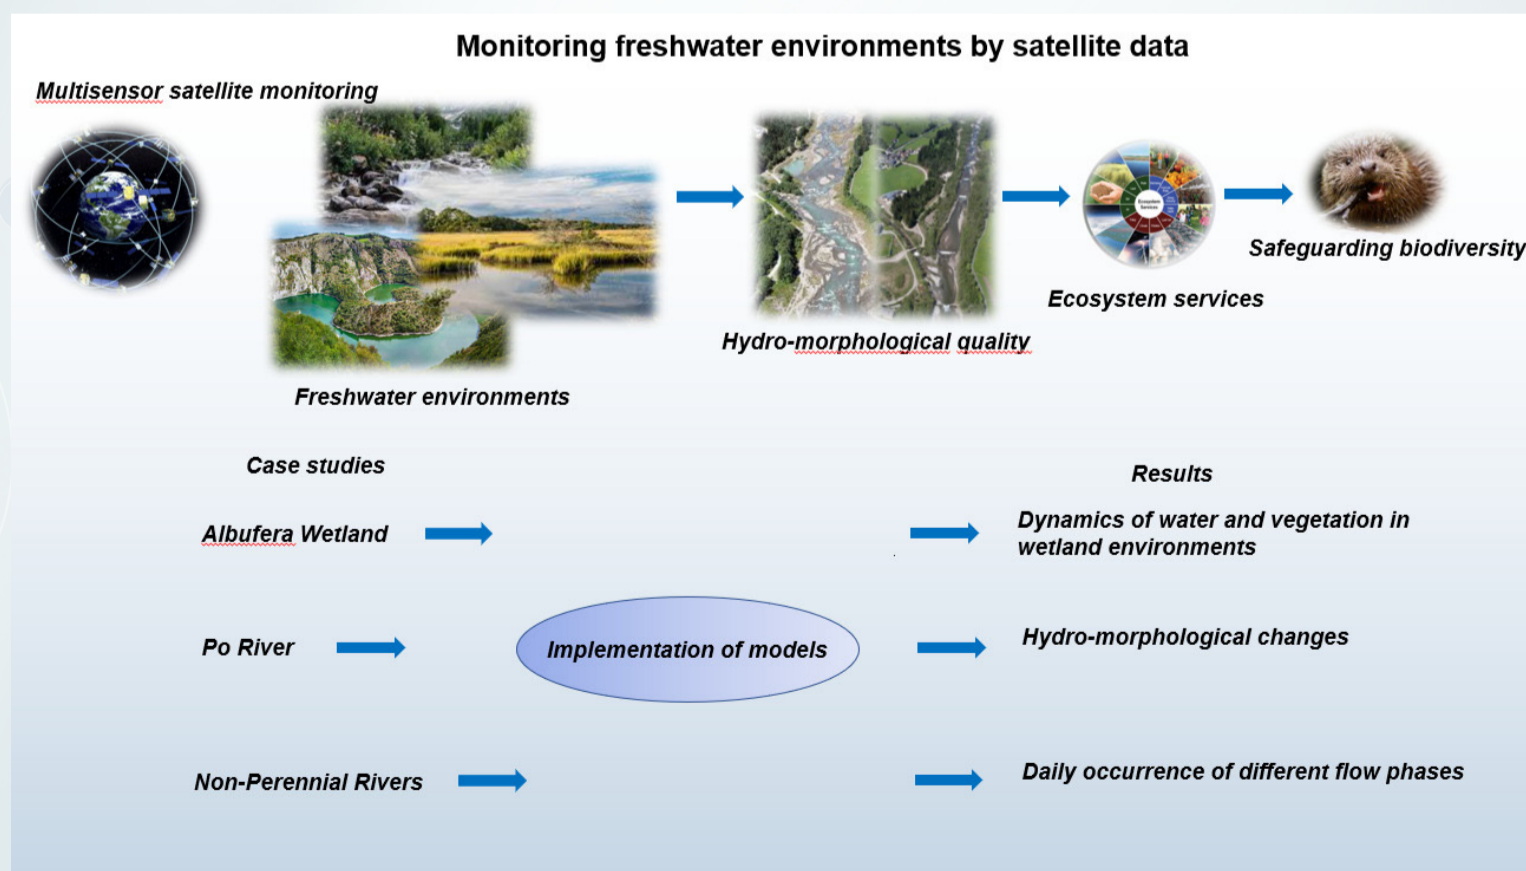 Monitoring freshwater environments by satellite data
Multisensor satellite monitoring
Ecosystem
Services
Safeguarding biodiversity
Ecosystem services
Hydro-morphological quality
Freshwater environments
Case studies
Results
Albufera Wetland
Dynamics of water and vegetation in
wetland environments
Po River
Implementation of models
Hydro-morphological changes
Non-Perennial Rivers
Daily occurrence of different flow phases